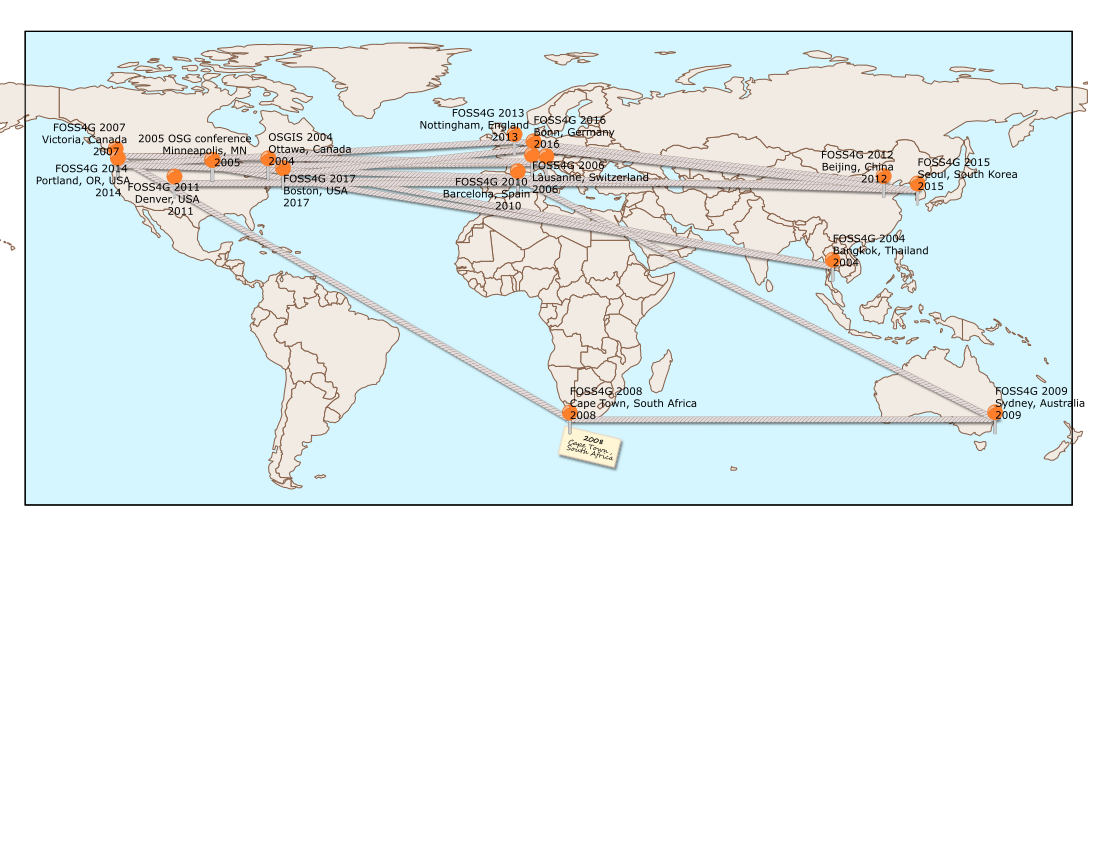 FOSS4G 2007
Victoria, Canada
2007
FOSS4G 2014
Portland, OR, USA
2014
FOSS4G 2011
Denver, USA
2011
2005 OSG conference
Minneapolis, MN
2005
OSGIS 2004
Ottawa, Canada
2004
FOSS4G 2017
Boston, USA
2017
FOSS4G 2013
Nottingham, England
2013
FOSS4G 2016
Bonn, Germany
2016
FOSS4G 2006
Lausanne, Switzerland
2006
FOSS4G 2010
Barcelona, Spain
2010
FOSS4G 2012
Beijing, China
2012
FOSS4G 2015
Seoul, South Korea
2015
FOSS4G 2004
Bangkok, Thailand
2004
FOSS4G 2008
Cape Town, South Africa
2008
2008
Cape Town,
South Africa
FOSS4G 2009
Sydney, Australia
2009